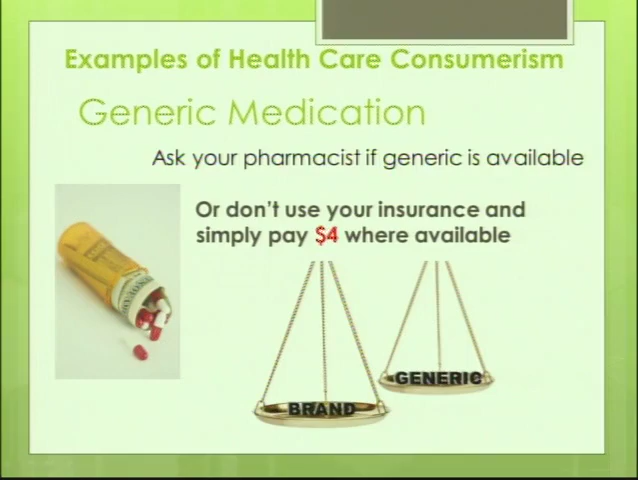 Examples of Health Care Consumerism
Generic Medication
Ask your pharmacist if generic is available
Or don't use your insurance and
simply pay $4 where available
BRAND
GENERIC